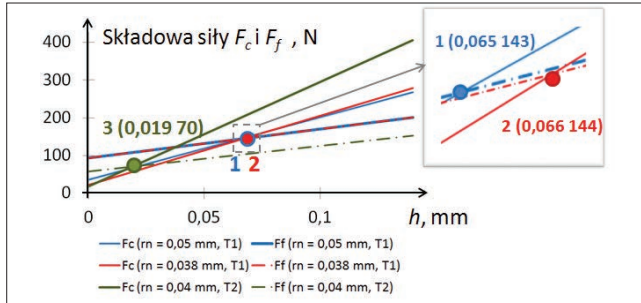 Składowa siły Fc i Ff , N
400
300
200
100
0
3 (0,019 70)
1 2
0 0,05 0,1 h, mm
1 (0,065 143)
2 (0,066 144)
Fc (rn = 0,05 mm, T1) Ff (rn = 0,05 mm, T1)
Fc (rn = 0,038 mm, T1) Ff (rn = 0,038 mm, T1)
Fc (rn = 0,04 mm, T2) Ff (rn = 0,04 mm, T2)